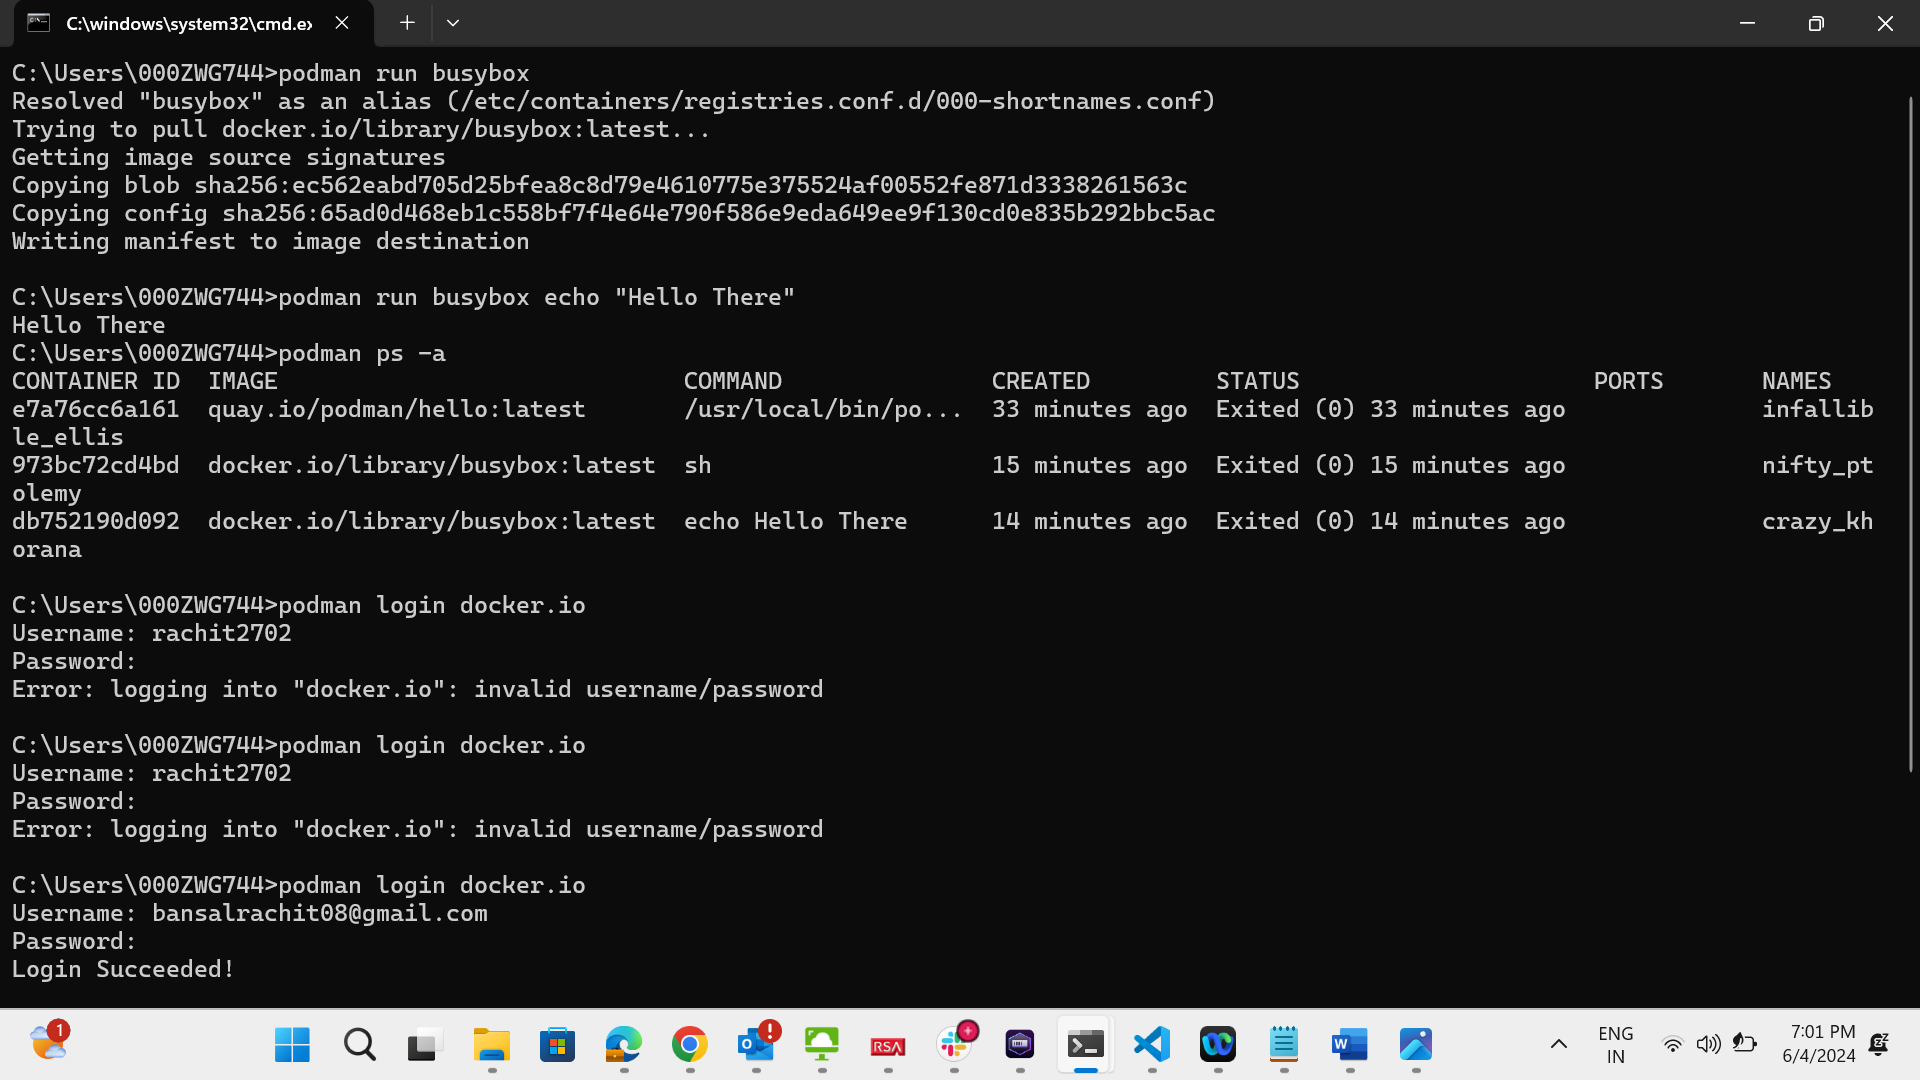 C:\windows\system32\cmd.ex
C:\Users\000ZWG744>podman run busybox
Resolved "busybox" as an alias (/etc/containers/registries.conf.d/000-shortnames.conf)
Trying to pull docker.io/library/busybox:latest...
Getting image source signatures
Copying blob sha256:ec562eabd705d25bfea8c8d79e4610775e375524af00552fe871d3338261563c
Copying config sha256:65ad0d468eb1c558bf7f4e64e790f586e9eda649ee9f130cd0e835b292bbc5ac
Writing manifest to image destination
C:\Users\000ZWG744>podman run busybox echo "Hello There"
Hello There
C:\Users\000ZWG744>podman ps -a
CONTAINER ID  IMAGE                             COMMAND               CREATED         STATUS                     PORTS       NAMES
e7a76cc6a161  quay.io/podman/hello:latest       /usr/local/bin/po...  33 minutes ago  Exited (0) 33 minutes ago              infallib
le_ellis
973bc72cd4bd  docker.io/library/busybox:latest  sh                    15 minutes ago  Exited (0) 15 minutes ago              nifty_pt
olemy
db752190d092  docker.io/library/busybox:latest  echo Hello There      14 minutes ago  Exited (0) 14 minutes ago              crazy_kh
orana
C:\Users\000ZWG744>podman login docker.io
Username: rachit2702
Password:
Error: logging into "docker.io": invalid username/password
C:\Users\000ZWG744>podman login docker.io
Username: rachit2702
Password:
Error: logging into "docker.io": invalid username/password
C:\Users\000ZWG744>podman login docker.io
Username: bansalrachit08@gmail.com
Password:
Login Succeeded!
1
RSA
ENG
IN
7:01 PM
6/4/2024